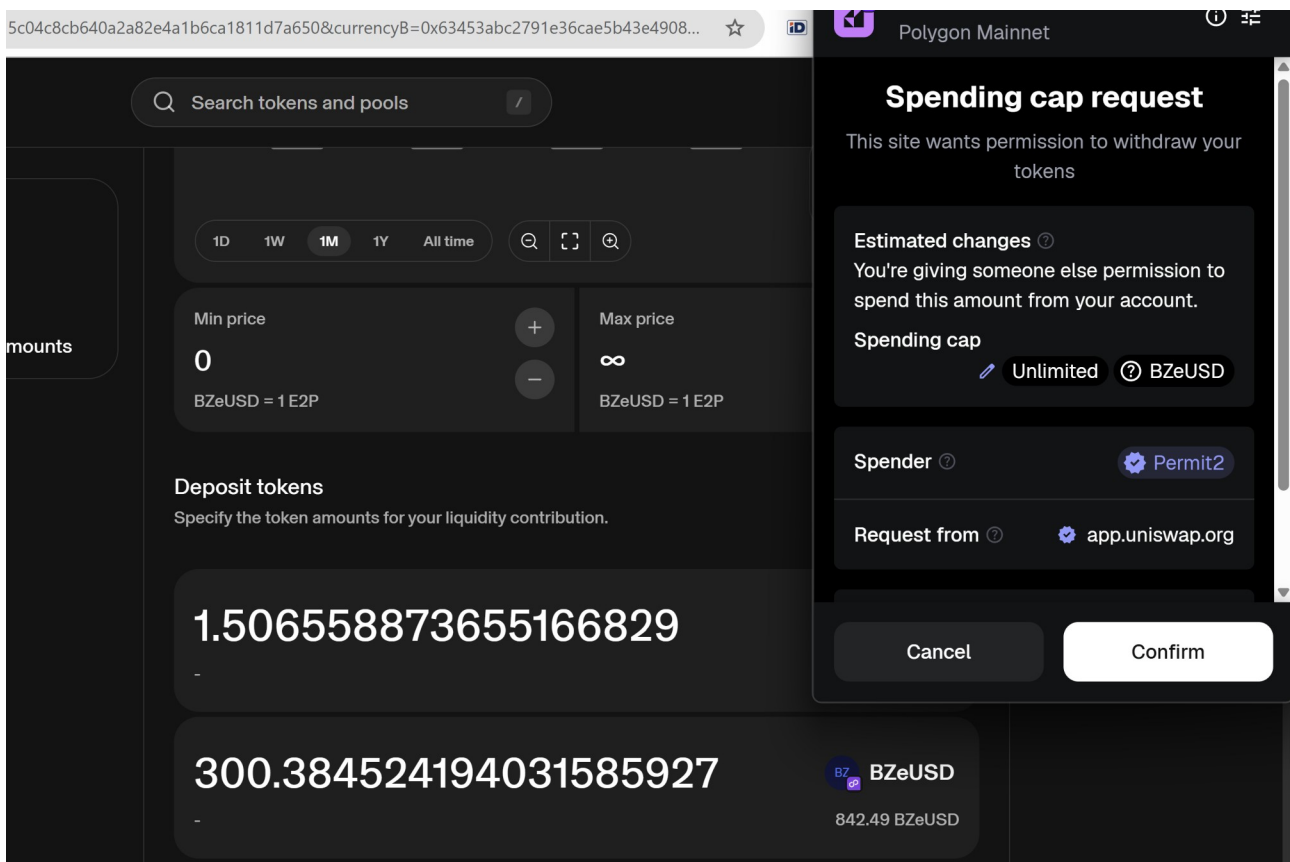 5c04c8cb640a2a82e4a1b6ca1811d7a650&currencyB=0x63453abc2791e36cae5b43e4908...
iD
Search tokens and pools
/
1D 1W 1M 1Y All time
mounts
Min price
0
BZeUSD = 1 E2P
Max price
∞
BZeUSD = 1 E2P
Deposit tokens
Specify the token amounts for your liquidity contribution.
1.506558873655166829
-
300.384524194031585927
-
BZ BZeUSD
842.49 BZeUSD
Polygon Mainnet
Spending cap request
This site wants permission to withdraw your
tokens
Estimated changes
You're giving someone else permission to
spend this amount from your account.
Spending cap
Unlimited BZeUSD
Spender Permit2
Request from app.uniswap.org
Cancel Confirm